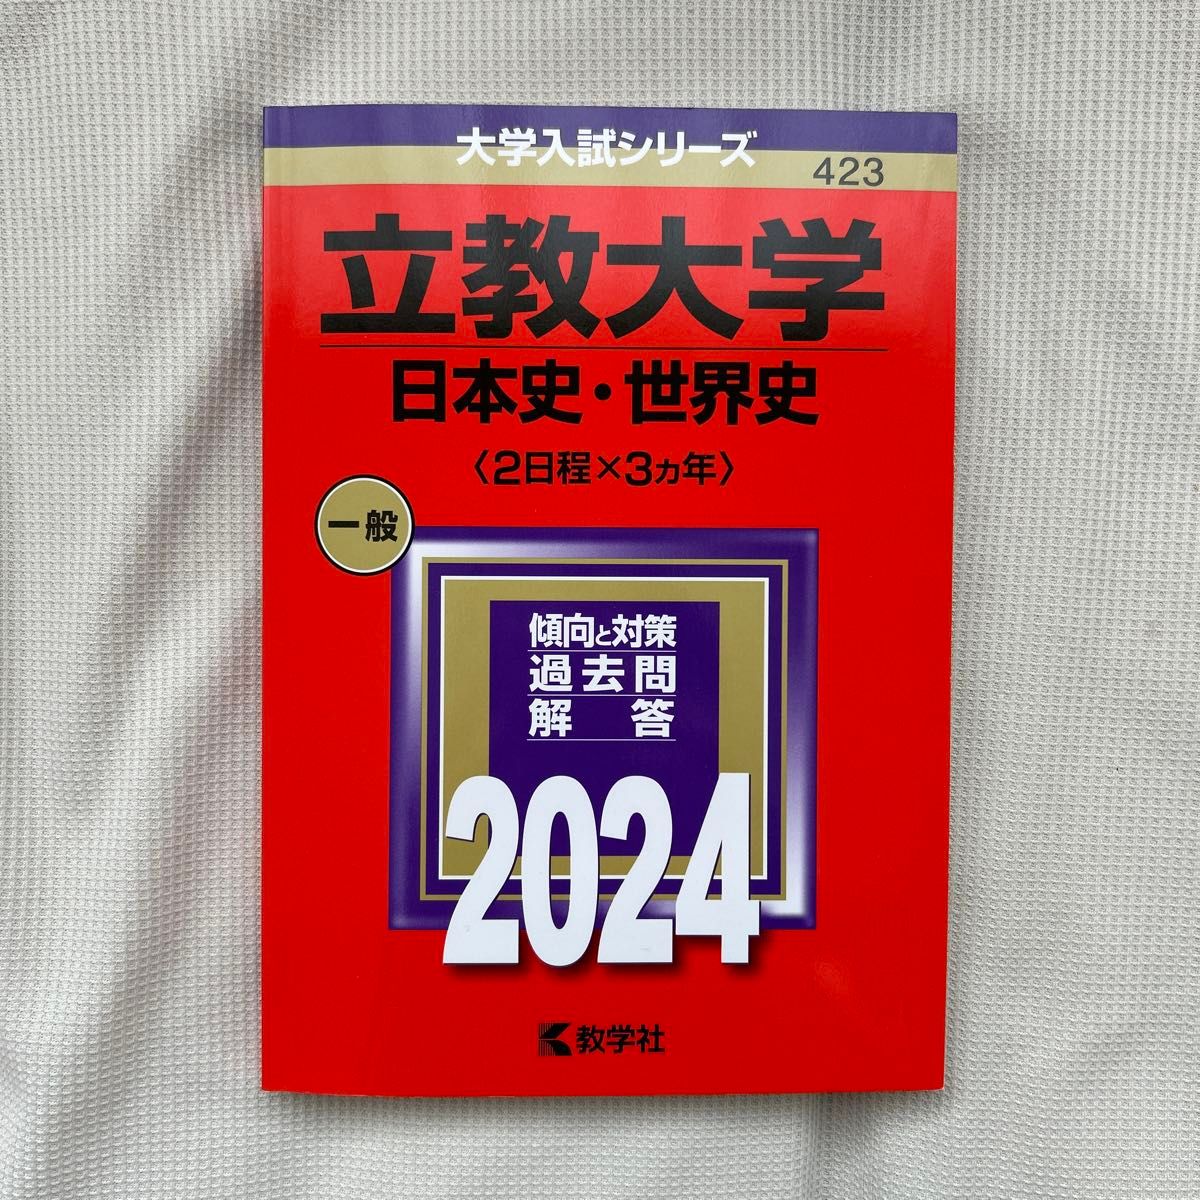 大学入試シリーズ
423
立教大学
日本史・世界史
〈2日程×3ヵ年〉
一般
傾向と対策
過去問
解答
2024
教学社